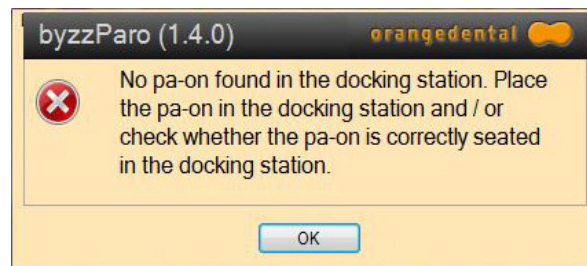 byzzParo (1.4.0) orangedental
No pa-on found in the docking station. Place
the pa-on in the docking station and / or
check whether the pa-on is correctly seated
in the docking station.
OK